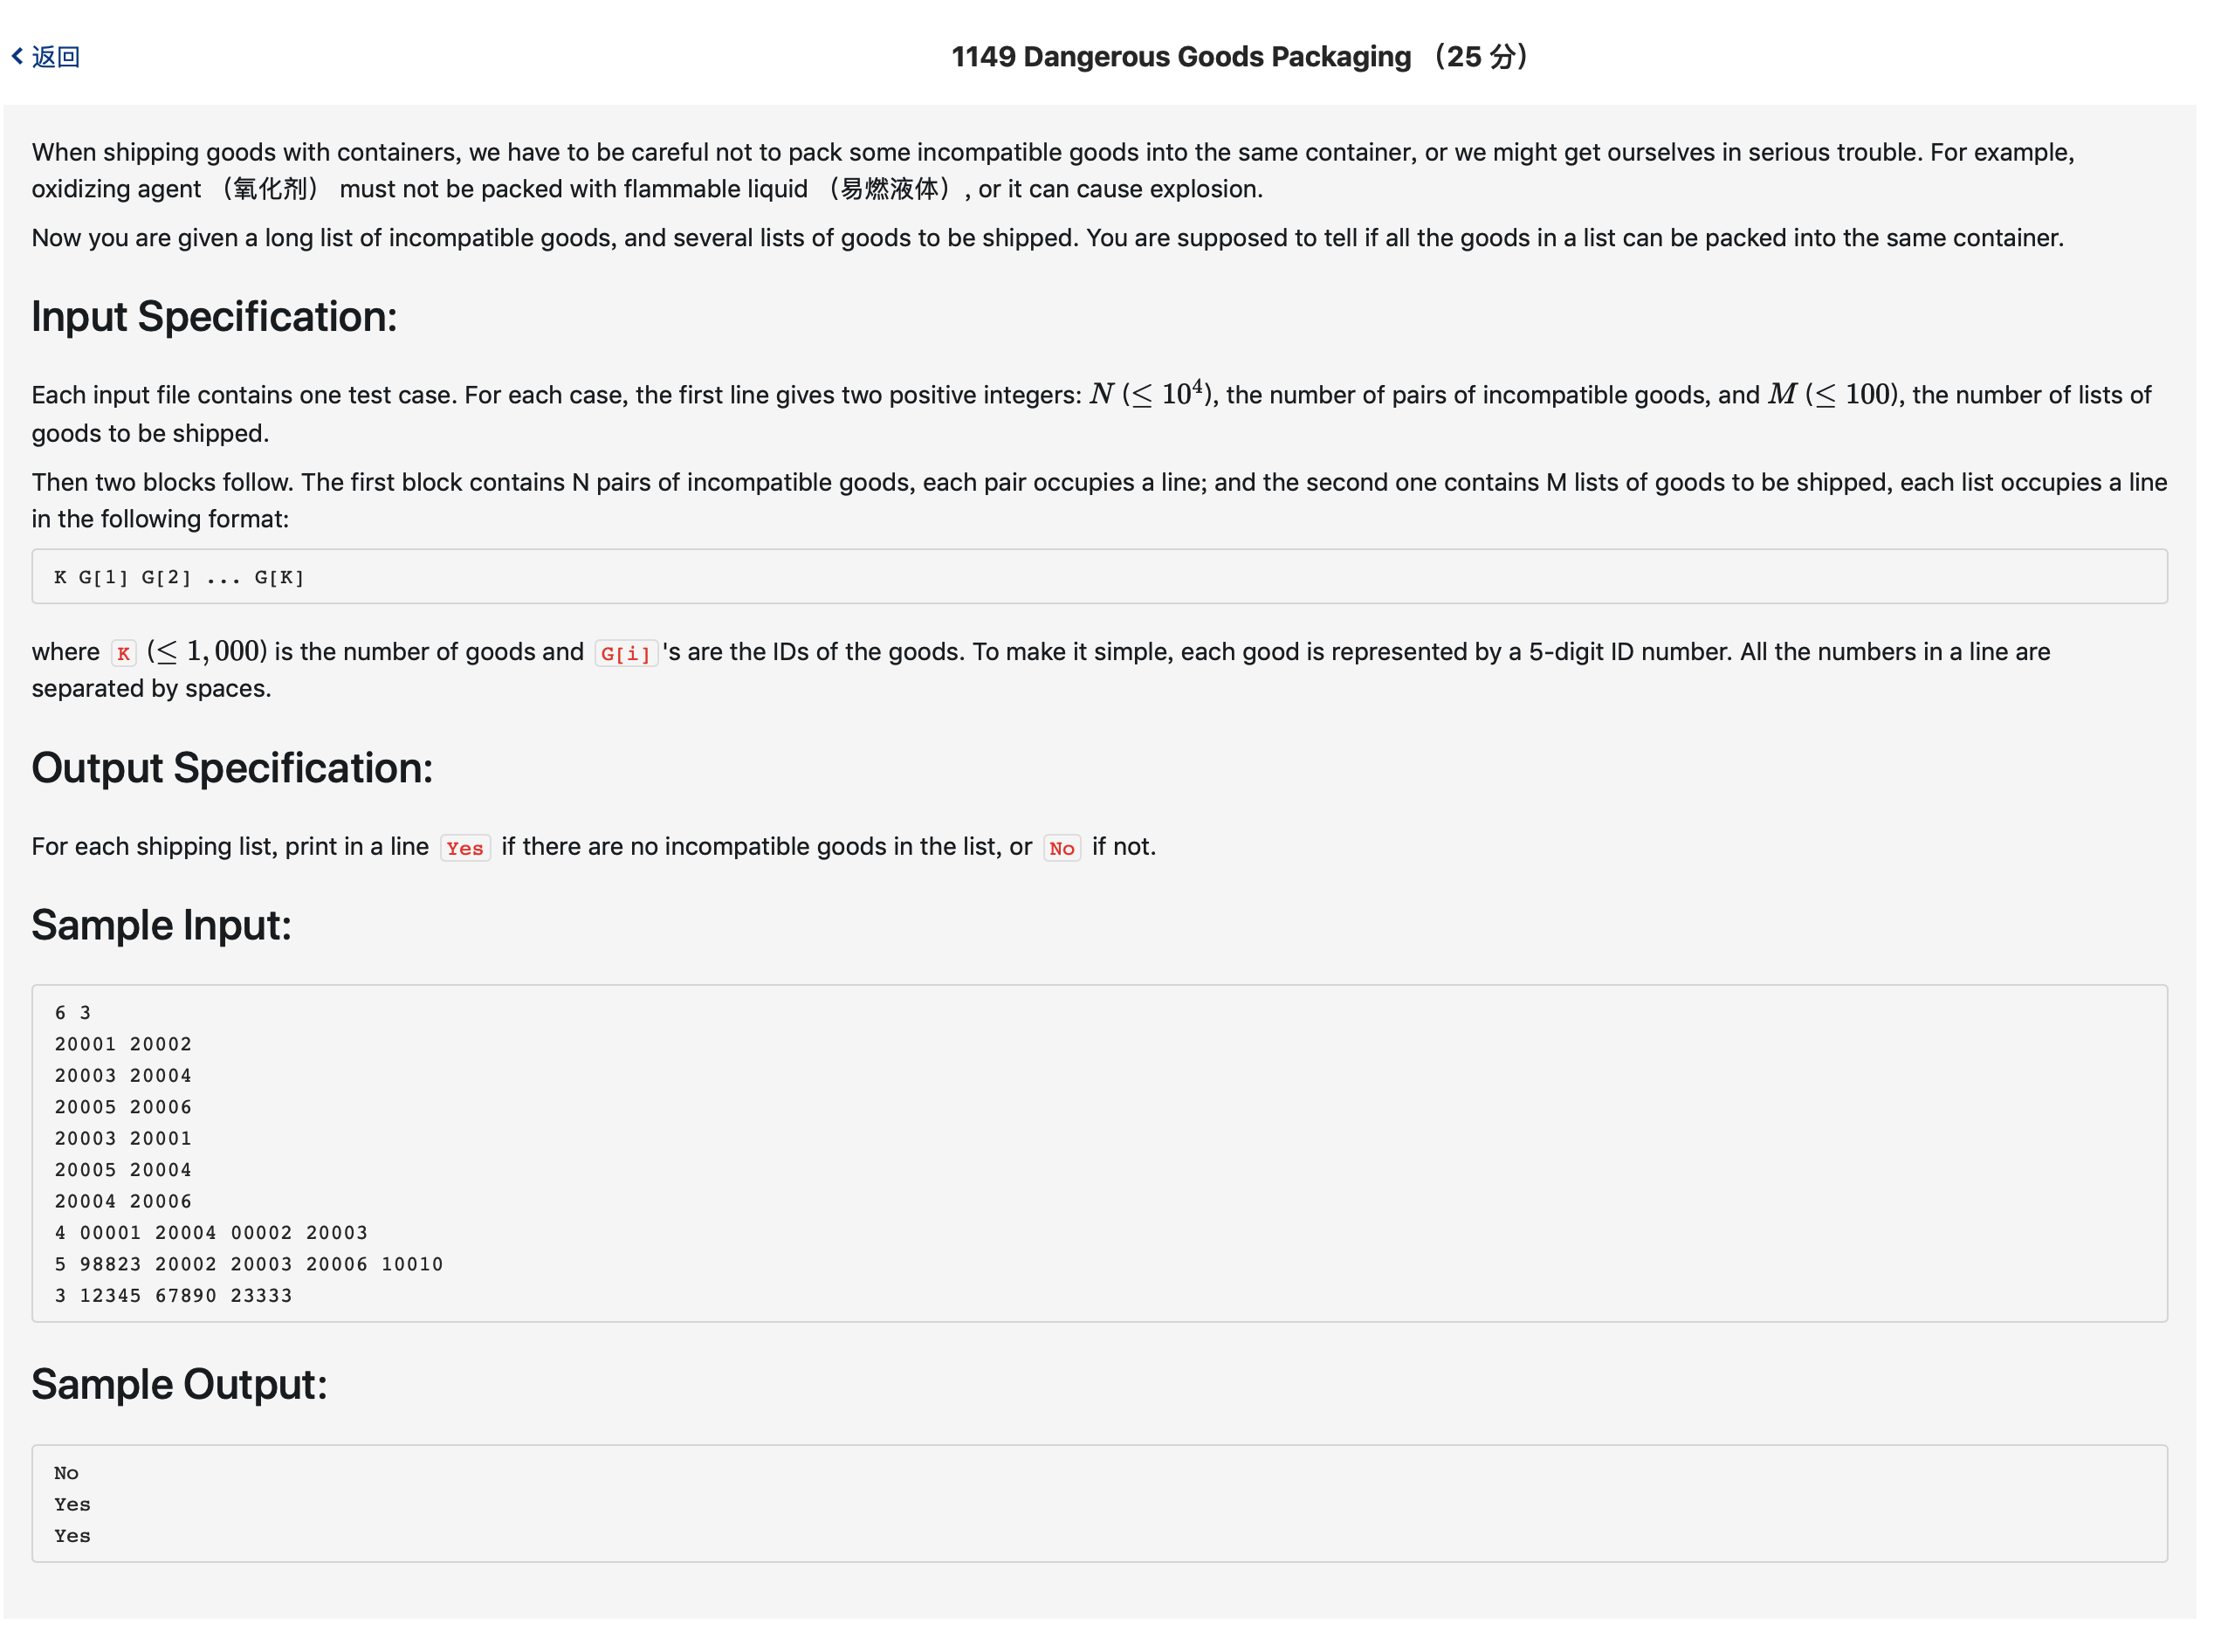 返回
1149 Dangerous Goods Packaging （25 分）
When shipping goods with containers, we have to be careful not to pack some incompatible goods into the same container, or we might get ourselves in serious trouble. For example,
oxidizing agent （氧化剂） must not be packed with flammable liquid （易燃液体）, or it can cause explosion.
Now you are given a long list of incompatible goods, and several lists of goods to be shipped. You are supposed to tell if all the goods in a list can be packed into the same container.
Input Specification:
Each input file contains one test case. For each case, the first line gives two positive integers: N (≤ 10⁴), the number of pairs of incompatible goods, and M (≤ 100), the number of lists of
goods to be shipped.
Then two blocks follow. The first block contains N pairs of incompatible goods, each pair occupies a line; and the second one contains M lists of goods to be shipped, each list occupies a line
in the following format:
K G[1] G[2] ... G[K]
where K (≤ 1, 000) is the number of goods and G[i] 's are the IDs of the goods. To make it simple, each good is represented by a 5-digit ID number. All the numbers in a line are
separated by spaces.
Output Specification:
For each shipping list, print in a line Yes if there are no incompatible goods in the list, or No if not.
Sample Input:
6 3
20001 20002
20003 20004
20005 20006
20003 20001
20005 20004
20004 20006
4 00001 20004 00002 20003
5 98823 20002 20003 20006 10010
3 12345 67890 23333
Sample Output:
No
Yes
Yes